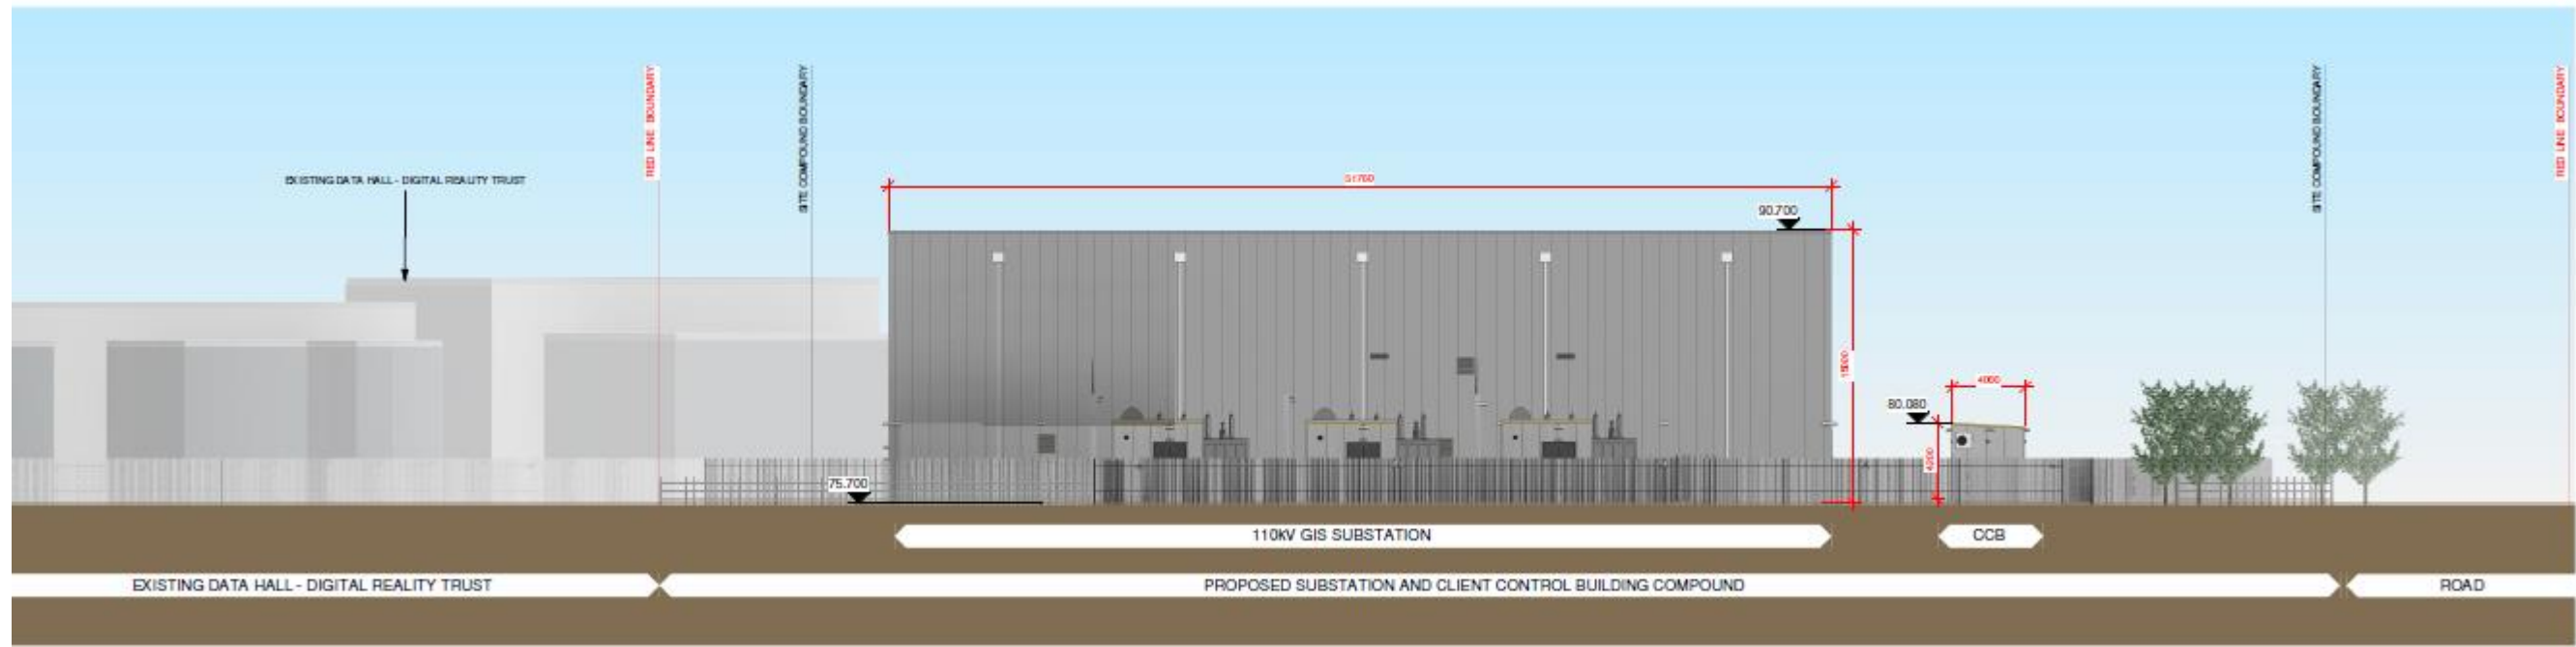 RED LINE BOUNDARY
SITE COMPOUND BOUNDARY
SITE COMPOUND BOUNDARY
RED LINE BOUNDARY
EXISTING DATA HALL - DIGITAL REALITY TRUST
51760
90.700
15000
4060
80.080
4200
75.700
110KV GIS SUBSTATION
CCB
EXISTING DATA HALL - DIGITAL REALITY TRUST
PROPOSED SUBSTATION AND CLIENT CONTROL BUILDING COMPOUND
ROAD